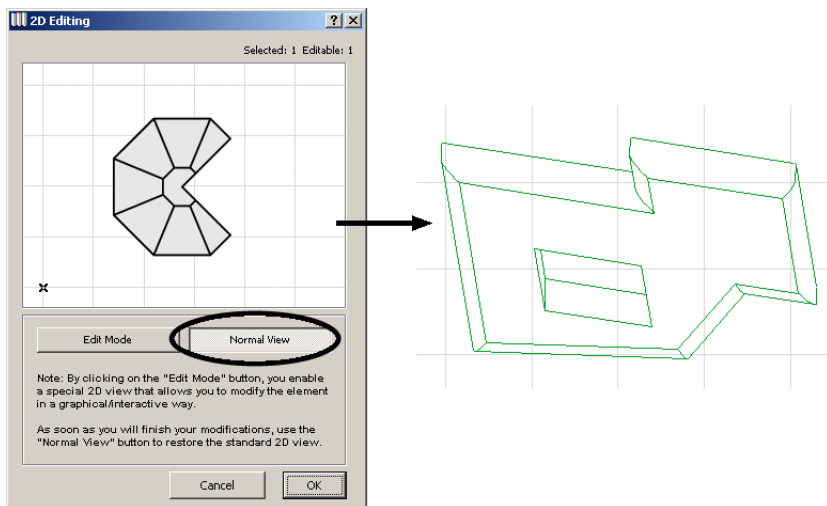 2D Editing
Selected: 1 Editable: 1
Edit Mode
Normal View
Note: By clicking on the "Edit Mode" button, you enable
a special 2D view that allows you to modify the element
in a graphical/interactive way.
As soon as you will finish your modifications, use the
"Normal View" button to restore the standard 2D view.
Cancel
OK